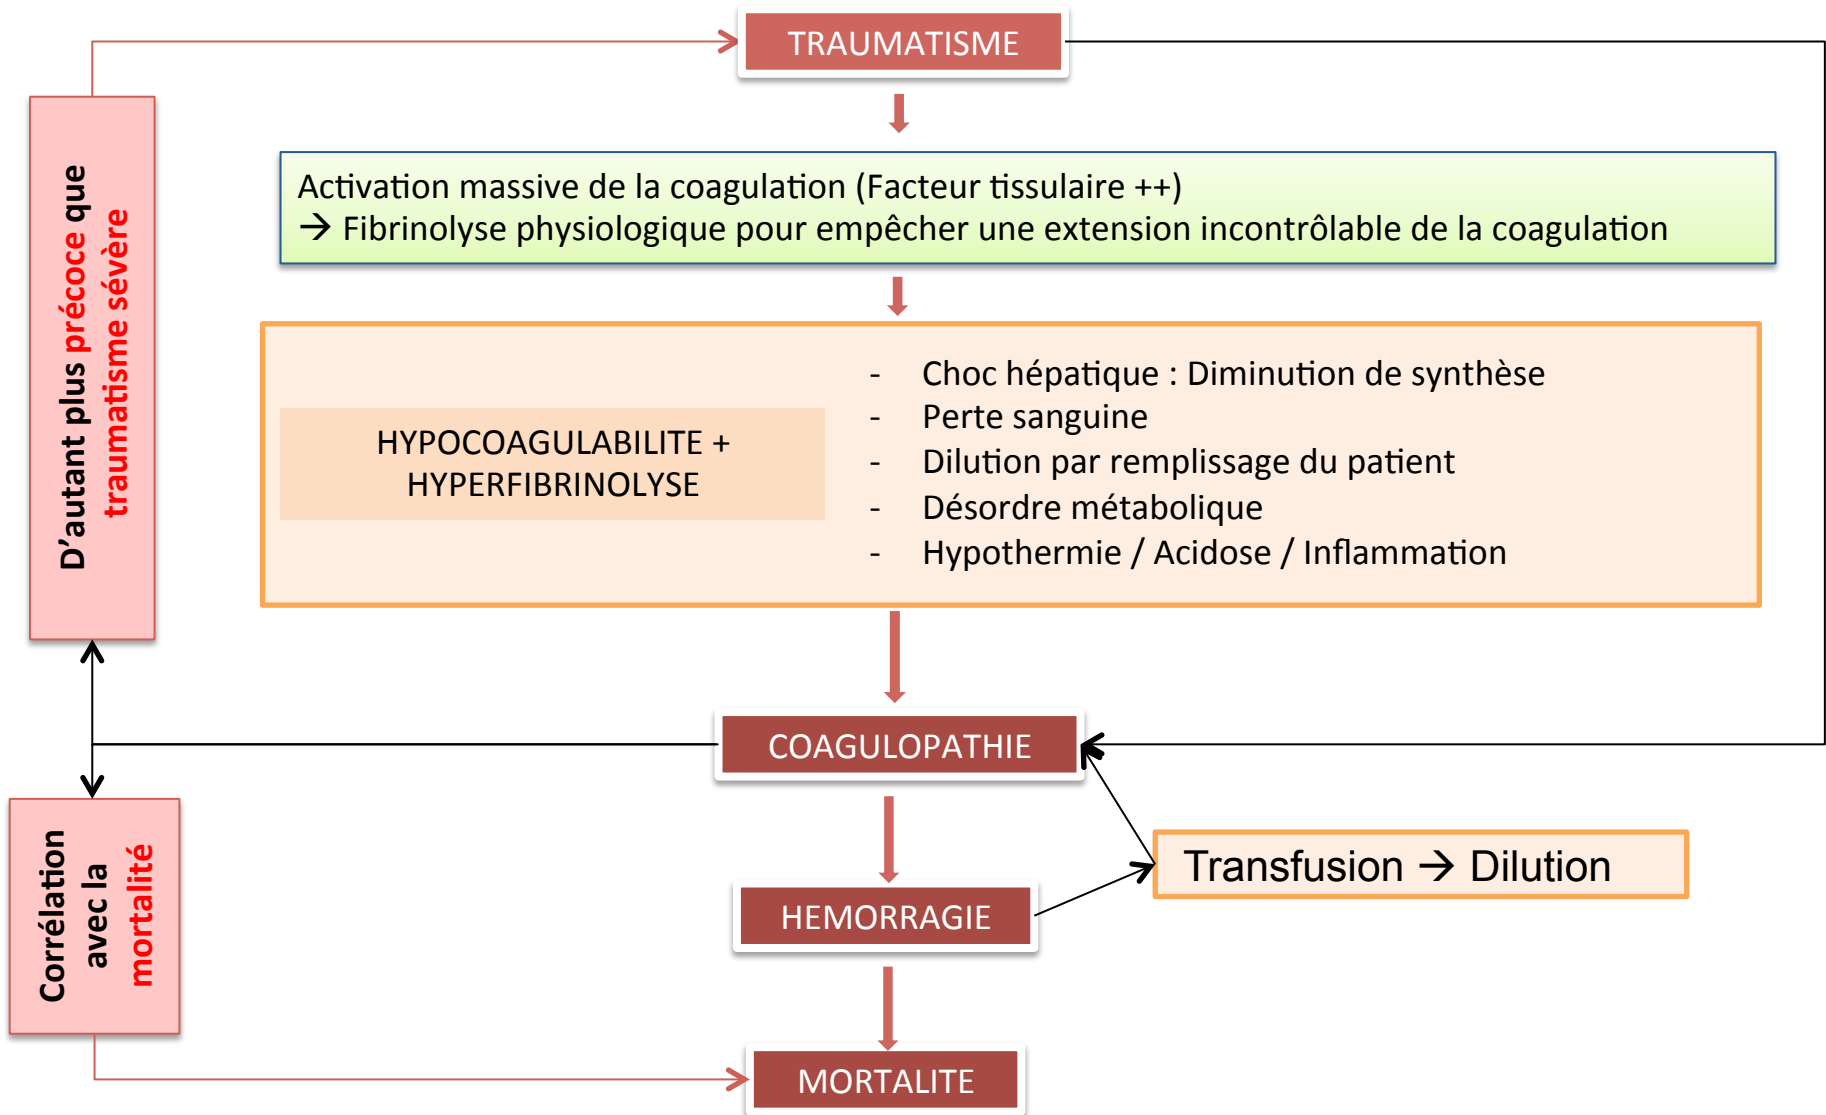 TRAUMATISME
D’autant plus précoce que
traumatisme sévère
Activation massive de la coagulation (Facteur tissulaire ++)
→ Fibrinolyse physiologique pour empêcher une extension incontrôlable de la coagulation
HYPOCOAGULABILITE +
HYPERFIBRINOLYSE
- Choc hépatique : Diminution de synthèse
- Perte sanguine
- Dilution par remplissage du patient
- Désordre métabolique
- Hypothermie / Acidose / Inflammation
COAGULOPATHIE
Corrélation
avec la
mortalité
Transfusion → Dilution
HEMORRAGIE
MORTALITE